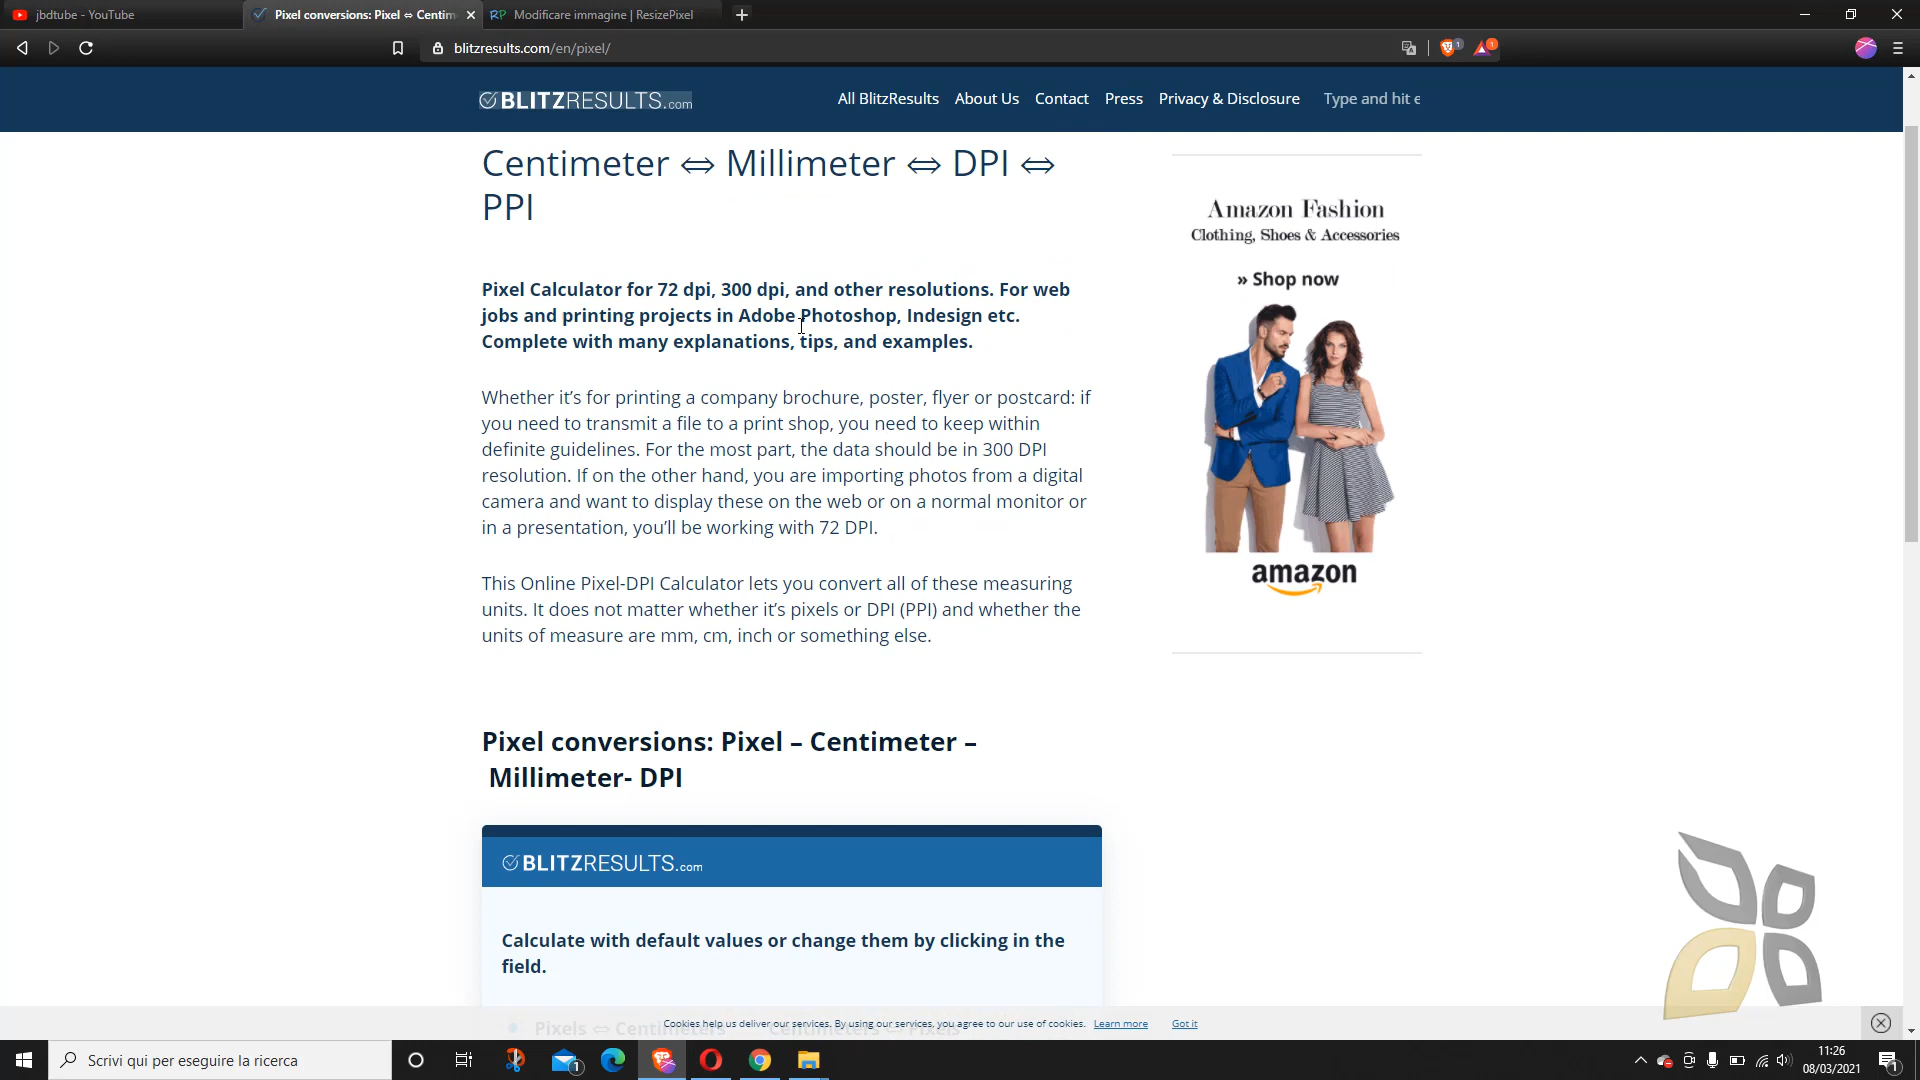 jbdtube - YouTube
Pixel conversions: Pixel ⇔ Centim
RP Modificare immagine | ResizePixel
blitzresults.com/en/pixel/
1
1
BLITZRESULTS.com
All BlitzResults About Us Contact Press Privacy & Disclosure Type and hit e
Centimeter ⇔ Millimeter ⇔ DPI ⇔
PPI
Amazon Fashion
Clothing, Shoes & Accessories
» Shop now
amazon
Pixel Calculator for 72 dpi, 300 dpi, and other resolutions. For web
jobs and printing projects in Adobe Photoshop, Indesign etc.
Complete with many explanations, tips, and examples.
Whether it’s for printing a company brochure, poster, flyer or postcard: if
you need to transmit a file to a print shop, you need to keep within
definite guidelines. For the most part, the data should be in 300 DPI
resolution. If on the other hand, you are importing photos from a digital
camera and want to display these on the web or on a normal monitor or
in a presentation, you’ll be working with 72 DPI.
This Online Pixel-DPI Calculator lets you convert all of these measuring
units. It does not matter whether it’s pixels or DPI (PPI) and whether the
units of measure are mm, cm, inch or something else.
Pixel conversions: Pixel – Centimeter –
Millimeter- DPI
BLITZRESULTS.com
Calculate with default values or change them by clicking in the
field.
Pixels ⇔ Centimeters Centimeters ⇔ Pixels
Cookies help us deliver our services. By using our services, you agree to our use of cookies. Learn more Got it
Scrivi qui per eseguire la ricerca
1
11:26
08/03/2021
1